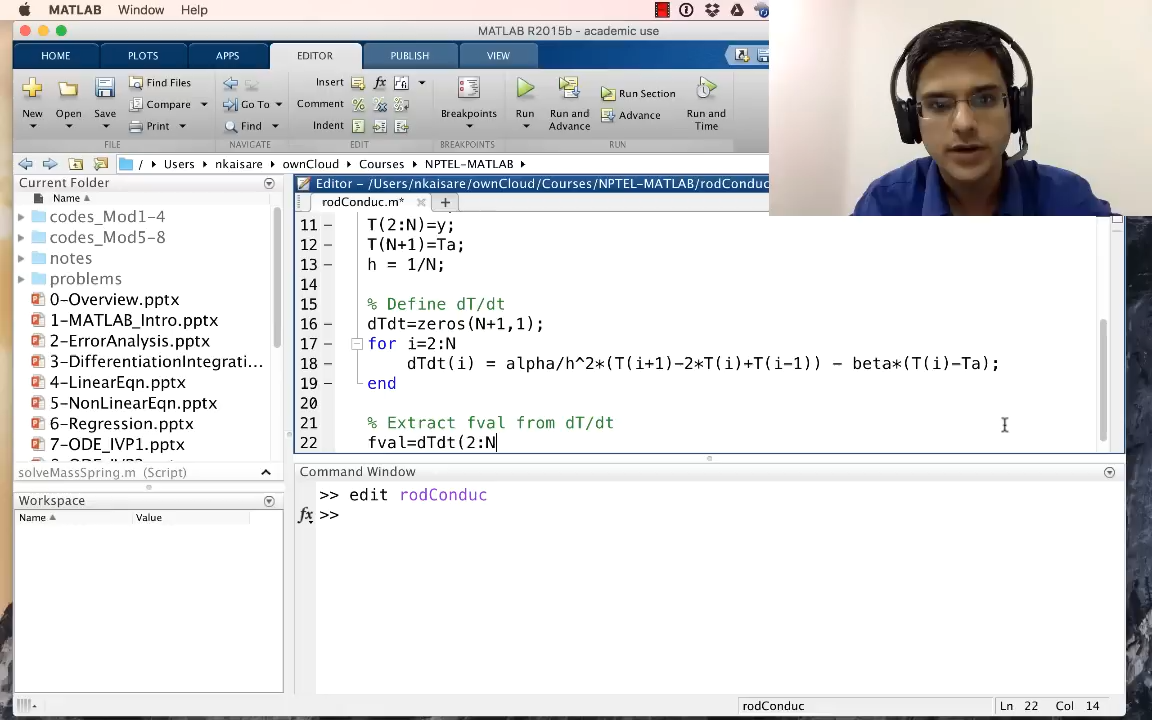 MATLAB Window Help
MATLAB R2015b - academic use
HOME PLOTS APPS EDITOR PUBLISH VIEW
New Open Save Find Files Compare Print
Go To Find
Insert Comment Indent
Breakpoints Run Run and Advance Run Section Advance Run and Time
FILE NAVIGATE EDIT BREAKPOINTS RUN
/ Users nkaisare ownCloud Courses NPTEL-MATLAB
Current Folder
Name
codes_Mod1-4
codes_Mod5-8
notes
problems
0-Overview.pptx
1-MATLAB_Intro.pptx
2-ErrorAnalysis.pptx
3-DifferentiationIntegrati...
4-LinearEqn.pptx
5-NonLinearEqn.pptx
6-Regression.pptx
7-ODE_IVP1.pptx
solveMassSpring.m (Script)
Workspace
Name Value
Editor - /Users/nkaisare/ownCloud/Courses/NPTEL-MATLAB/rodConduc
rodConduc.m*
11 T(2:N)=y;
12 T(N+1)=Ta;
13 h = 1/N;
14
15 % Define dT/dt
16 dTdt=zeros(N+1,1);
17 for i=2:N
18 dTdt(i) = alpha/h^2*(T(i+1)-2*T(i)+T(i-1)) - beta*(T(i)-Ta);
19 end
20
21 % Extract fval from dT/dt
22 fval=dTdt(2:N
Command Window
>> edit rodConduc
fx >>
rodConduc Ln 22 Col 14